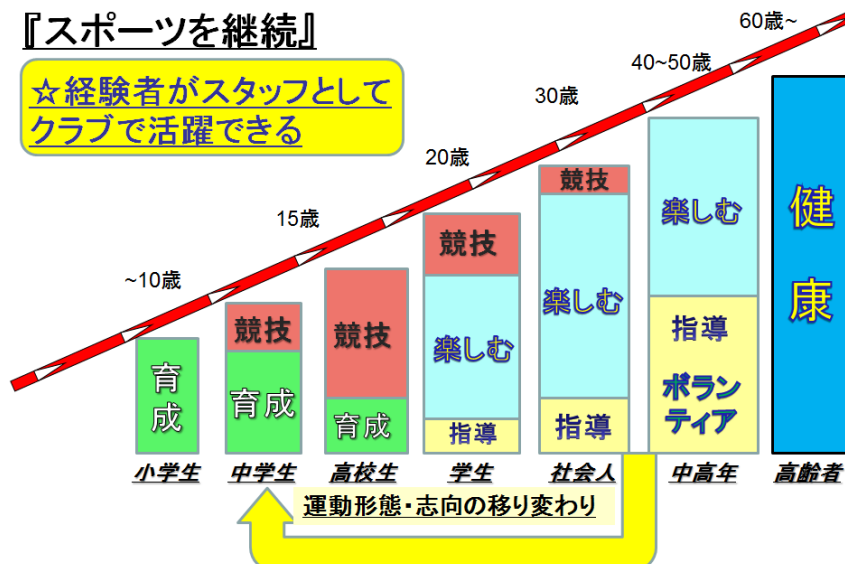 『スポーツを継続』
☆経験者がスタッフとして
クラブで活躍できる
~10歳
15歳
20歳
30歳
40~50歳
60歳~
育
成
競技
育成
競技
育成
競技
楽しむ
指導
競技
楽しむ
指導
楽しむ
指導
ボラン
ティア
健
康
小学生
中学生
高校生
学生
社会人
中高年
高齢者
運動形態・志向の移り変わり